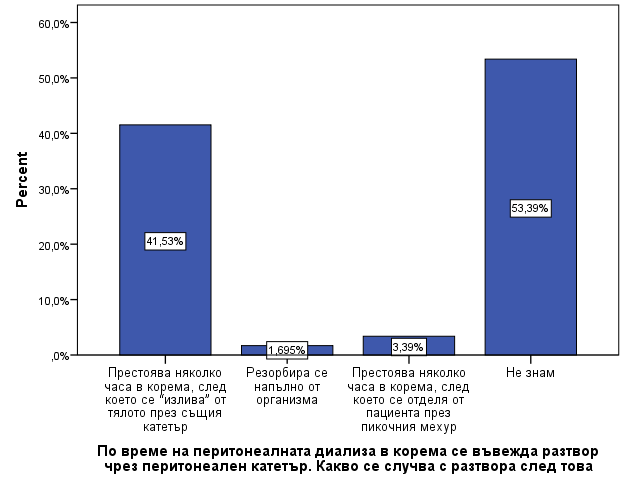 60,0%
50,0%
40,0%
30,0%
20,0%
10,0%
,0%
Percent
41,53%
1,695%
3,39%
53,39%
Престоява няколко
часа в корема, след
което се "излива" от
тялото през същия
катетър
Резорбира се
напълно от
организма
Престоява няколко
часа в корема, след
което се отделя от
пациента през
пикочния мехур
Не знам
По време на перитонеалната диализа в корема се въвежда разтвор
чрез перитонеален катетър. Какво се случва с разтвора след това